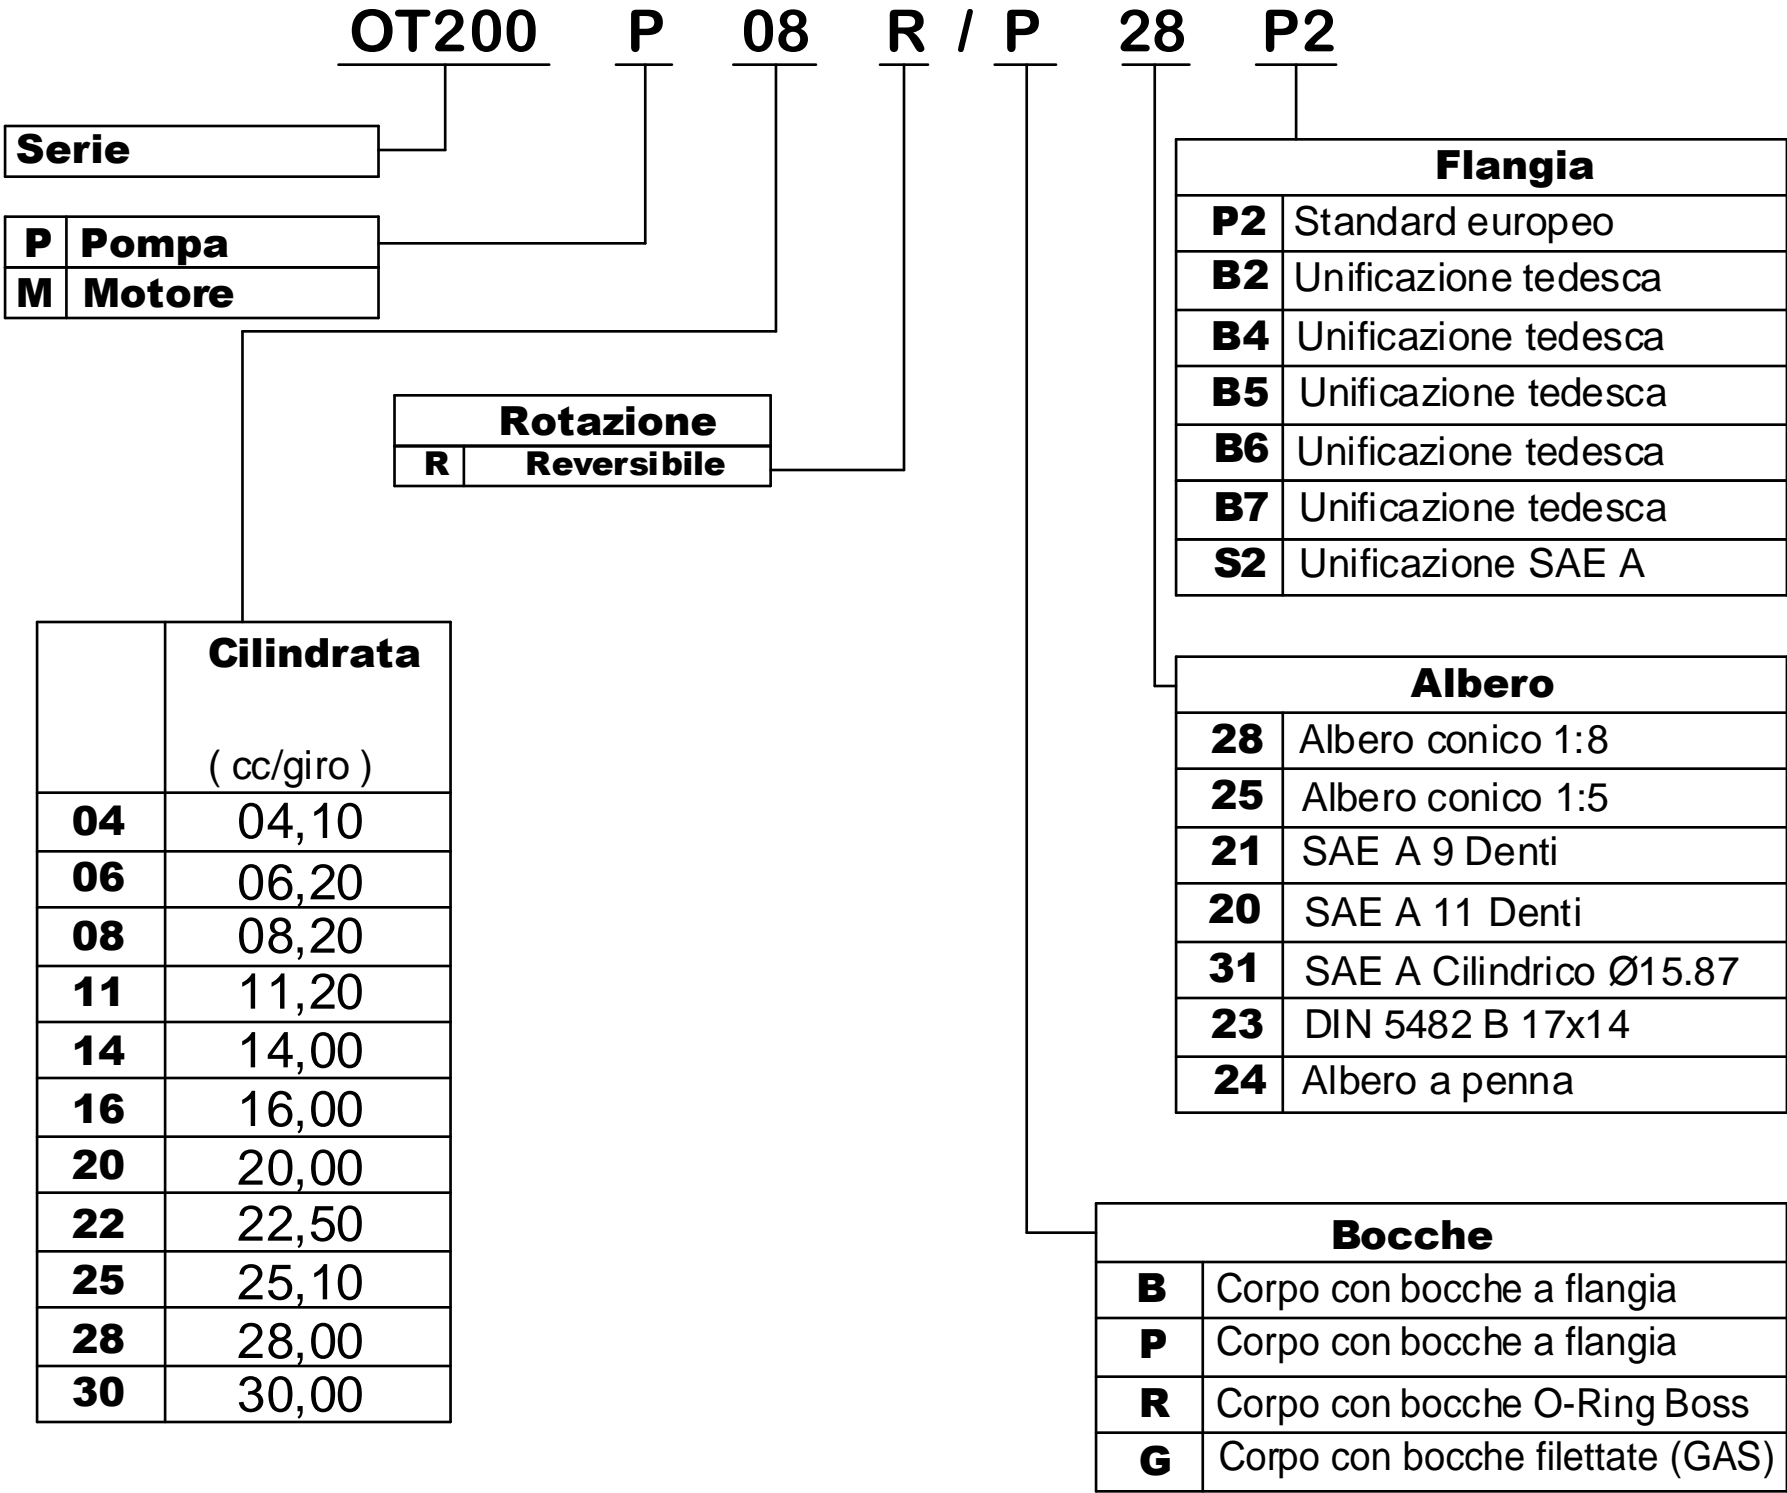 OT200 P 08 R / P 28 P2
Serie
P Pompa
M Motore
Rotazione
R Reversibile
Cilindrata
( cc/giro )
04 04,10
06 06,20
08 08,20
11 11,20
14 14,00
16 16,00
20 20,00
22 22,50
25 25,10
28 28,00
30 30,00
Flangia
P2 Standard europeo
B2 Unificazione tedesca
B4 Unificazione tedesca
B5 Unificazione tedesca
B6 Unificazione tedesca
B7 Unificazione tedesca
S2 Unificazione SAE A
Albero
28 Albero conico 1:8
25 Albero conico 1:5
21 SAE A 9 Denti
20 SAE A 11 Denti
31 SAE A Cilindrico Ø15.87
23 DIN 5482 B 17x14
24 Albero a penna
Bocche
B Corpo con bocche a flangia
P Corpo con bocche a flangia
R Corpo con bocche O-Ring Boss
G Corpo con bocche filettate (GAS)